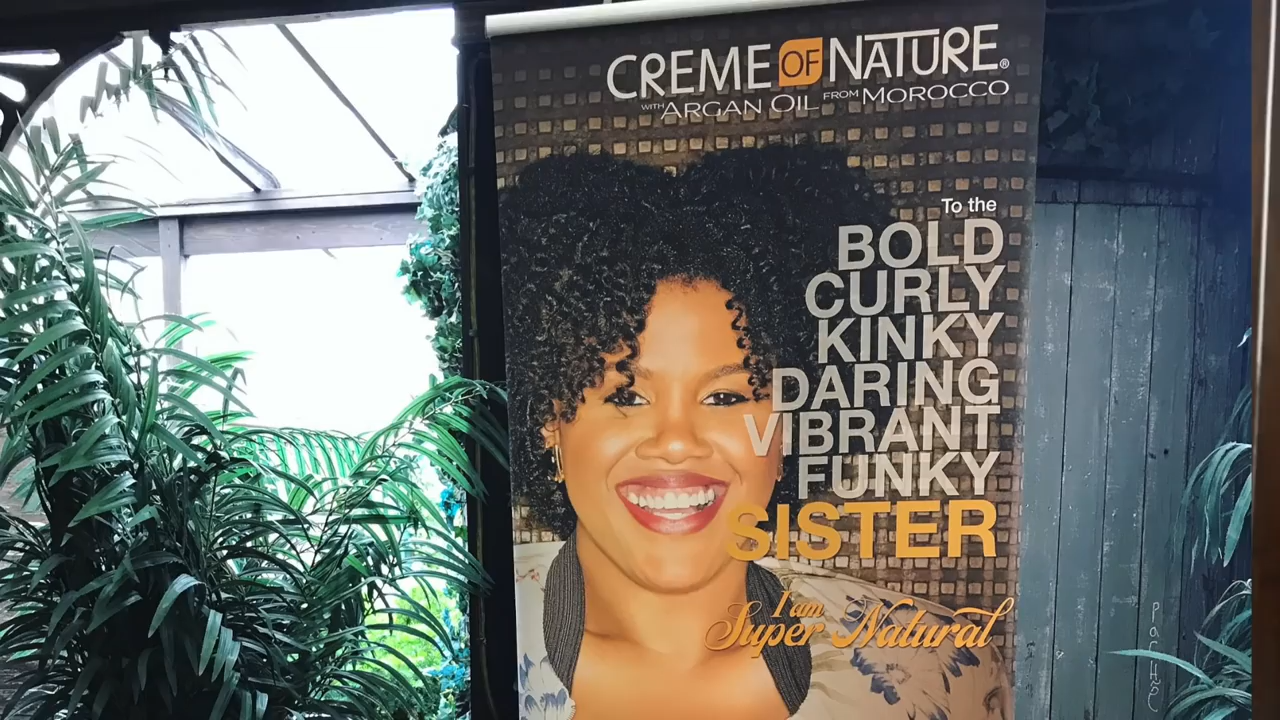 CREME OF NATURE®
WITH ARGAN OIL FROM MOROCCO
To the
BOLD
CURLY
KINKY
DARING
VIBRANT
FUNKY
SISTER
I am
Super Natural